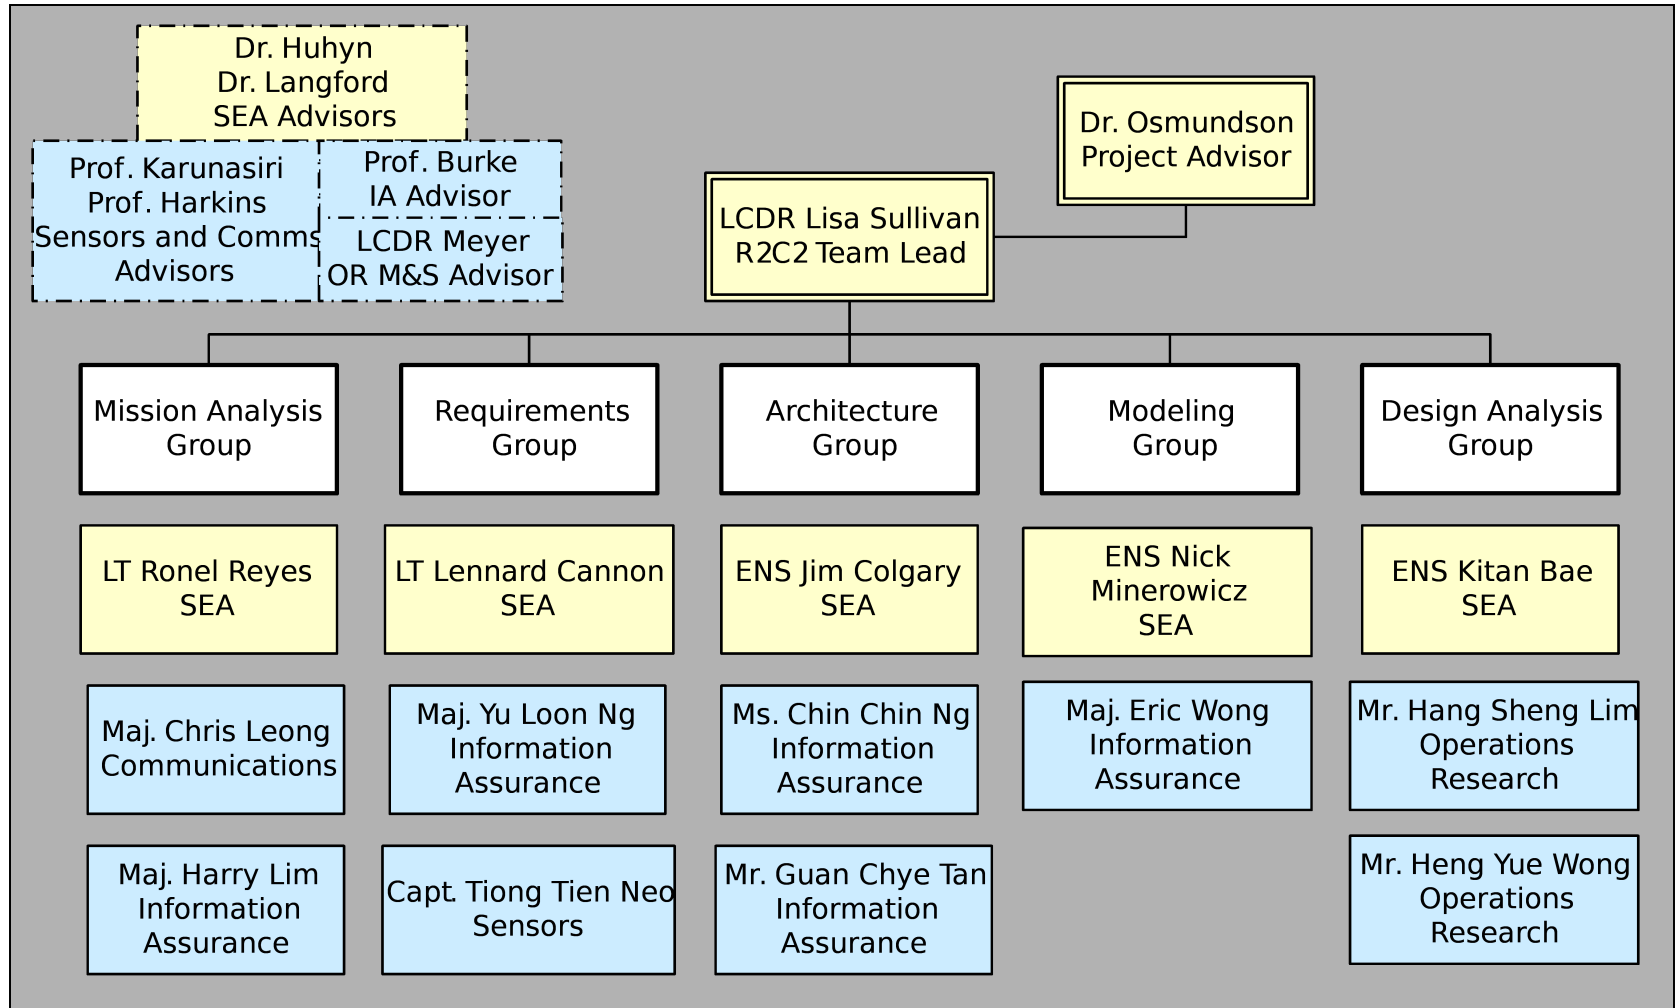 Dr. Huhyn
Dr. Langford
SEA Advisors
Prof. Karunasiri
Prof. Harkins
Sensors and Comms
Advisors
Prof. Burke
IA Advisor
LCDR Meyer
OR M&S Advisor
Dr. Osmundson
Project Advisor
LCDR Lisa Sullivan
R2C2 Team Lead
Mission Analysis
Group
Requirements
Group
Architecture
Group
Modeling
Group
Design Analysis
Group
LT Ronel Reyes
SEA
LT Lennard Cannon
SEA
ENS Jim Colgary
SEA
ENS Nick
Minerowicz
SEA
ENS Kitan Bae
SEA
Maj. Chris Leong
Communications
Maj. Yu Loon Ng
Information
Assurance
Ms. Chin Chin Ng
Information
Assurance
Maj. Eric Wong
Information
Assurance
Mr. Hang Sheng Lim
Operations
Research
Maj. Harry Lim
Information
Assurance
Capt. Tiong Tien Neo
Sensors
Mr. Guan Chye Tan
Information
Assurance
Mr. Heng Yue Wong
Operations
Research